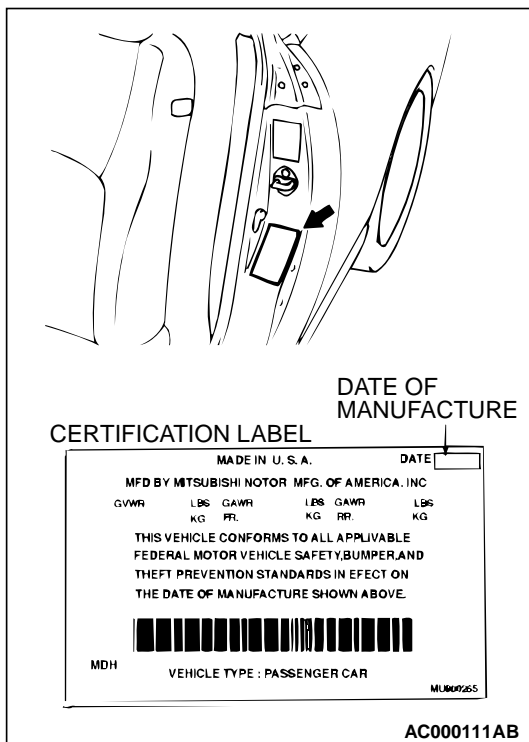 DATE OF
MANUFACTURE
CERTIFICATION LABEL
MADE IN U. S. A. DATE
MFD BY MITSUBISHI NOTOR MFG. OF AMERICA. INC
GVWR LBS GAWR LBS GAWR LBS
KG FR. KG RR. KG
THIS VEHICLE CONFORMS TO ALL APPLIVABLE
FEDERAL MOTOR VEHICLE SAFETY,BUMPER,AND
THEFT PREVENTION STANDARDS IN EFECT ON
THE DATE OF MANUFACTURE SHOWN ABOVE.
MDH
VEHICLE TYPE : PASSENGER CAR
AC000111AB